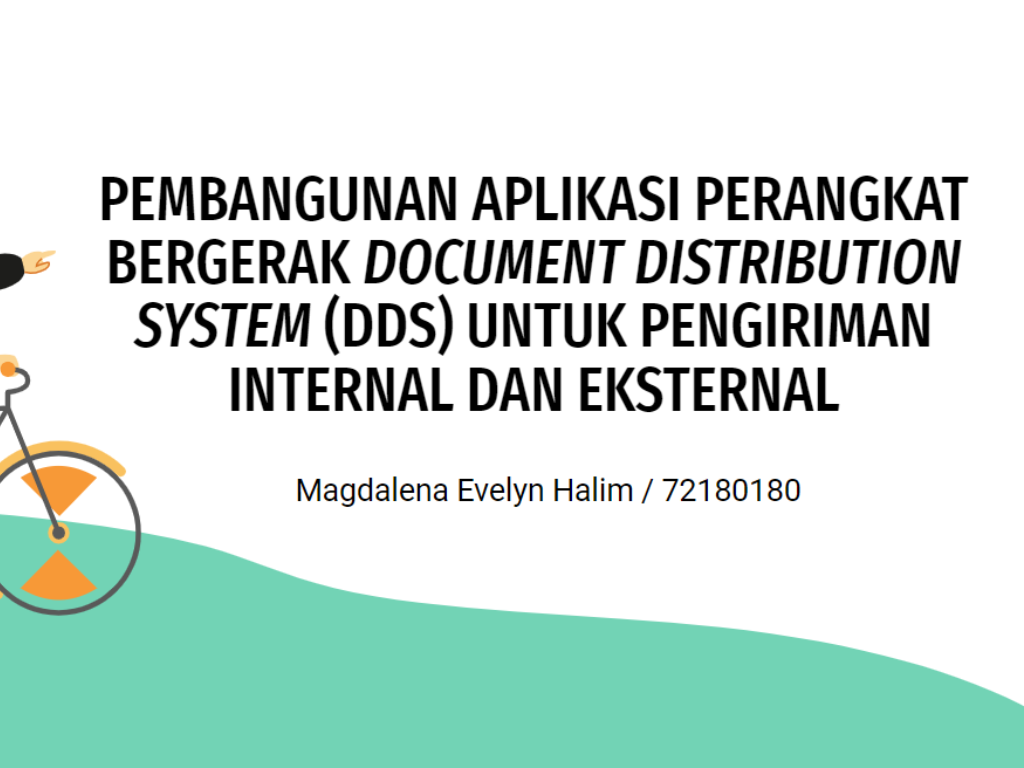 PEMBANGUNAN APLIKASI PERANGKAT
BERGERAK DOCUMENT DISTRIBUTION
SYSTEM (DDS) UNTUK PENGIRIMAN
INTERNAL DAN EKSTERNAL
Magdalena Evelyn Halim / 72180180